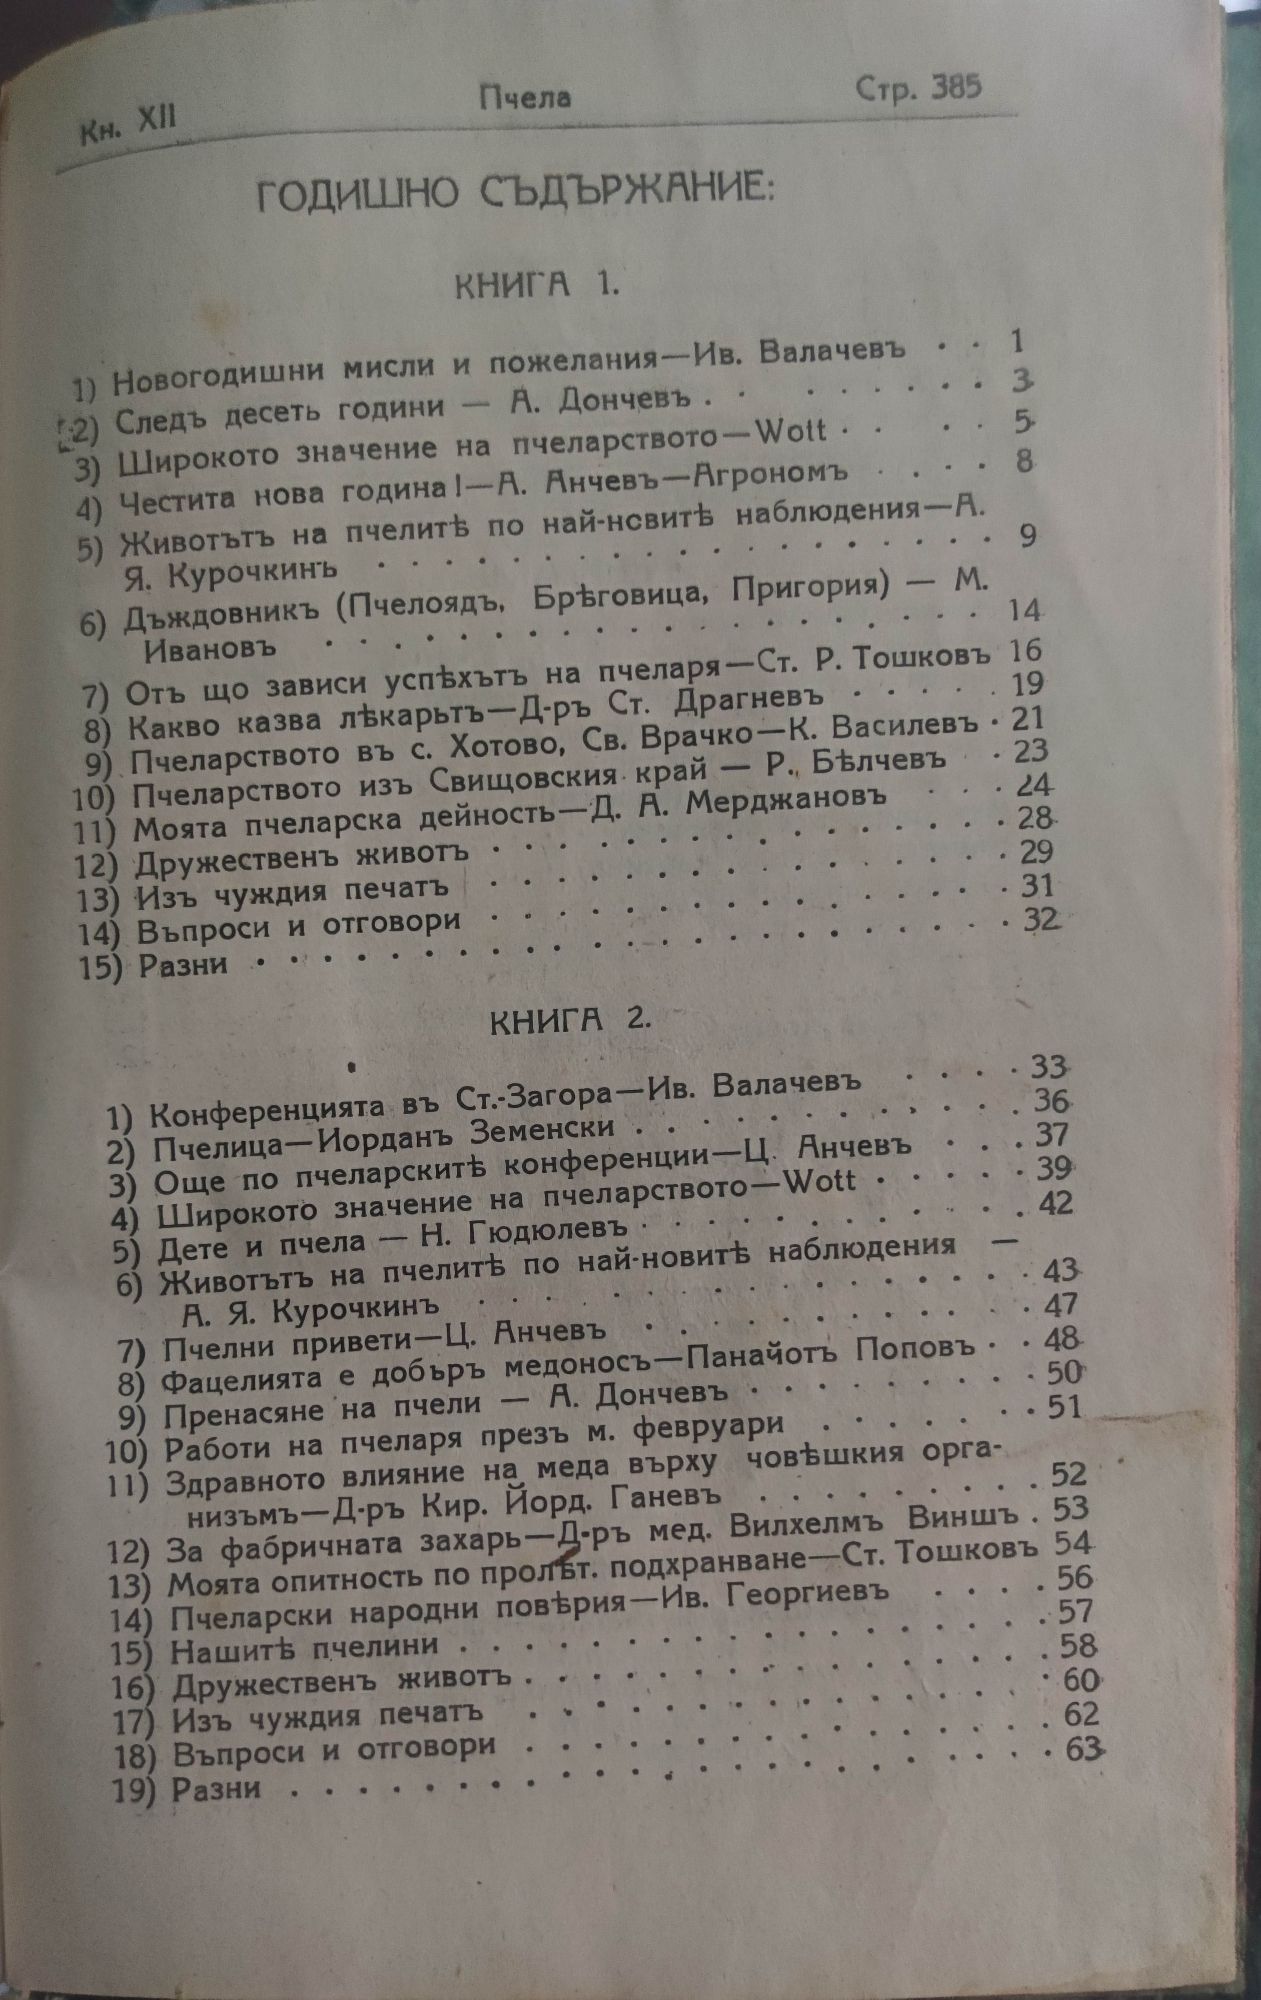 Кн. XII Пчела Стр. 385
ГОДИШНО СЪДЪРЖАНИЕ:
КНИГА 1.
1) Новогодишни мисли и пожелания—Ив. Валачевъ . . 1
2) Следъ десеть години — А. Дончевъ . . . . . . . . 3
3) Широкото значение на пчеларството—Wott . . . . 5
4) Честита нова година!—А. Анчевъ—Агрономъ . . . . 8
5) Животътъ на пчелитѣ по най-новитѣ наблюдения—А.
Я. Курочкинъ . . . . . . . . . . . . . . . . 9
6) Дъждовникъ (Пчелоядъ, Брѣговица, Пригория) — М.
Ивановъ . . . . . . . . . . . . . . . . . . 14
7) Отъ що зависи успѣхътъ на пчеларя—Ст. Р. Тошковъ 16
8) Какво казва лѣкарьтъ—Д-ръ Ст. Драгневъ . . . . . 19
9) Пчеларството въ с. Хотово, Св. Врачко—К. Василевъ . 21
10) Пчеларството изъ Свищовския край — Р. Бѣлчевъ . 23
11) Моята пчеларска дейность—Д. А. Мерджановъ . . . 24
12) Дружественъ животъ . . . . . . . . . . . . . . . 28
13) Изъ чуждия печатъ . . . . . . . . . . . . . . . 29
14) Въпроси и отговори . . . . . . . . . . . . . . . 31
15) Разни . . . . . . . . . . . . . . . . . . . . . . 32
КНИГА 2.
1) Конференцията въ Ст.-Загора—Ив. Валачевъ . . . . 33
2) Пчелица—Иорданъ Земенски . . . . . . . . . . . . 36
3) Още по пчеларскитѣ конференции—Ц. Анчевъ . . . 37
4) Широкото значение на пчеларството—Wott . . . . . 39
5) Дете и пчела — Н. Гюдюлевъ . . . . . . . . . . . 42
6) Животътъ на пчелитѣ по най-новитѣ наблюдения —
А. Я. Курочкинъ . . . . . . . . . . . . . . . 43
7) Пчелни привети—Ц. Анчевъ . . . . . . . . . . . . 47
8) Фацелията е добъръ медоносъ—Панайотъ Поповъ . . 48
9) Пренасяне на пчели — А. Дончевъ . . . . . . . . . 50
10) Работи на пчеларя презъ м. февруари . . . . . . . 51
11) Здравното влияние на меда върху човѣшкия орга-
низъмъ—Д-ръ Кир. Йорд. Ганевъ . . . . . . . . . 52
12) За фабричната захарь—Д-ръ мед. Вилхелмъ Виншъ . 53
13) Моята опитность по пролѣт. подхранване—Ст. Тошковъ 54
14) Пчеларски народни повѣрия—Ив. Георгиевъ . . . . 56
15) Нашитѣ пчелини . . . . . . . . . . . . . . . . . . 57
16) Дружественъ животъ . . . . . . . . . . . . . . . . 58
17) Изъ чуждия печатъ . . . . . . . . . . . . . . . . 60
18) Въпроси и отговори . . . . . . . . . . . . . . . . 62
19) Разни . . . . . . . . . . . . . . . . . . . . . . . 63